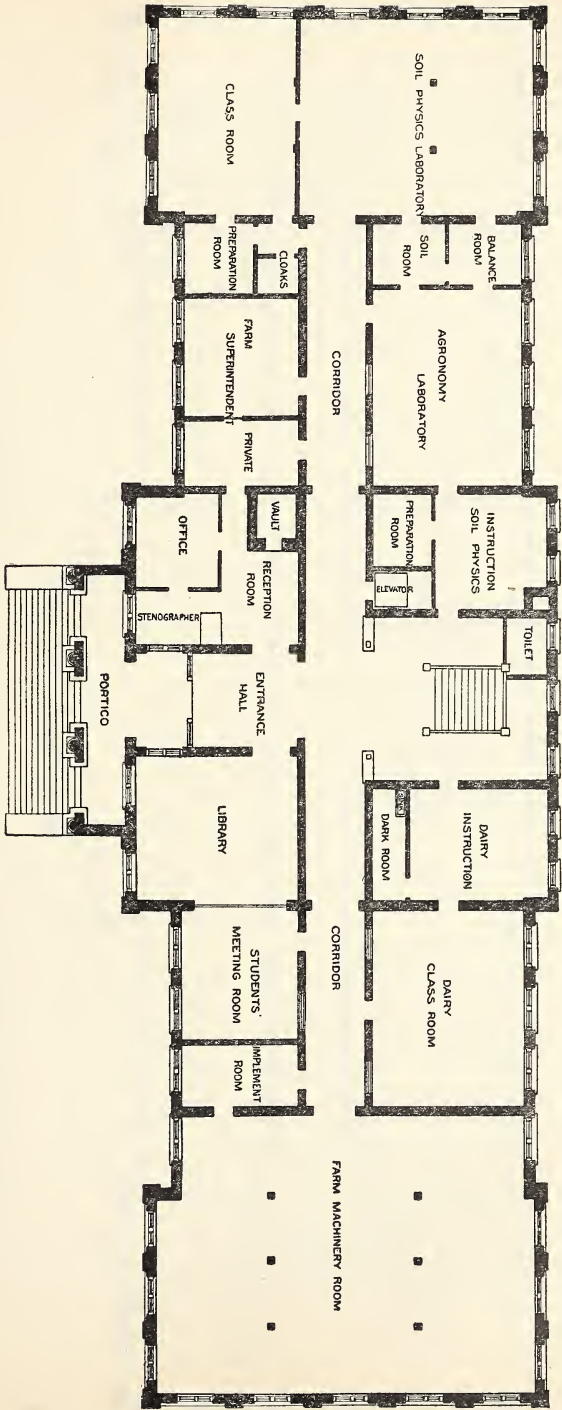 SOIL PHYSICS LABORATORY
BALANCE
ROOM
SOIL
ROOM
AGRONOMY
LABORATORY
INSTRUCTION
SOIL PHYSICS
PREPARATION
ROOM
ELEVATOR
TOILET
DAIRY
INSTRUCTION
DARK ROOM
DAIRY
CLASS ROOM
CORRIDOR
CORRIDOR
FARM MACHINERY ROOM
CLASS ROOM
CLOAKS
PREPARATION
ROOM
FARM
SUPERINTENDENT
PRIVATE
VAULT
RECEPTION
ROOM
OFFICE
STENOGRAPHER
ENTRANCE
HALL
LIBRARY
STUDENTS'
MEETING ROOM
IMPLEMENT
ROOM
PORTICO